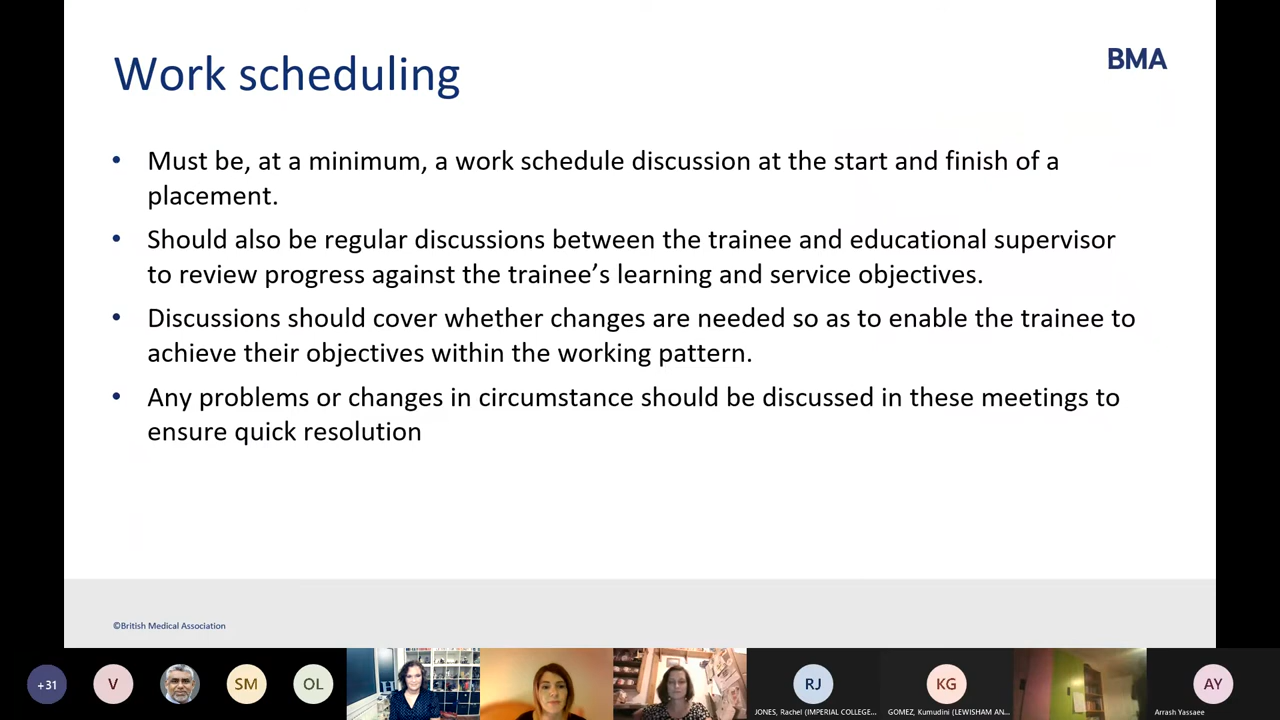 Work scheduling
BMA
• Must be, at a minimum, a work schedule discussion at the start and finish of a
placement.
• Should also be regular discussions between the trainee and educational supervisor
to review progress against the trainee’s learning and service objectives.
• Discussions should cover whether changes are needed so as to enable the trainee to
achieve their objectives within the working pattern.
• Any problems or changes in circumstance should be discussed in these meetings to
ensure quick resolution
©British Medical Association
+31
V
SM
OL
RJ
KG
AY
JONES, Rachel (IMPERIAL COLLEGE...
GOMEZ, Kumudini (LEWISHAM AN...
Arrash Yassaee